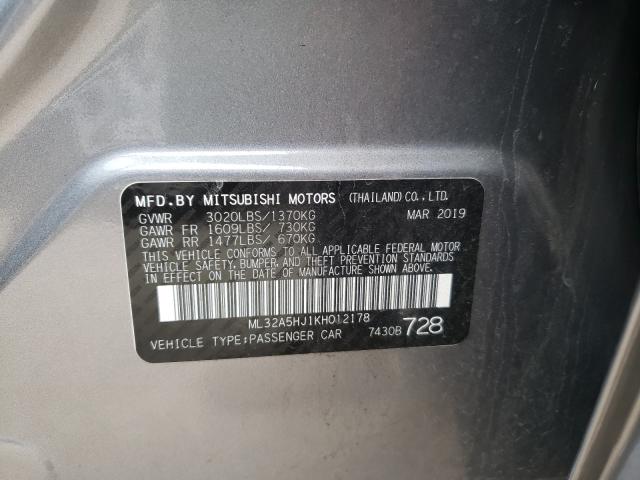 MFD.BY MITSUBISHI MOTORS (THAILAND)CO.,LTD.
GVWR 3020LBS/1370KG MAR 2019
GAWR FR 1609LBS/ 730KG
GAWR RR 1477LBS/ 670KG
THIS VEHICLE CONFORMS TO ALL APPLICABLE FEDERAL MOTOR
VEHICLE SAFETY,BUMPER,AND THEFT PREVENTION STANDARDS
IN EFFECT ON THE DATE OF MANUFACTURE SHOWN ABOVE.
ML32A5HJ1KH012178
VEHICLE TYPE:PASSENGER CAR 7430B 728